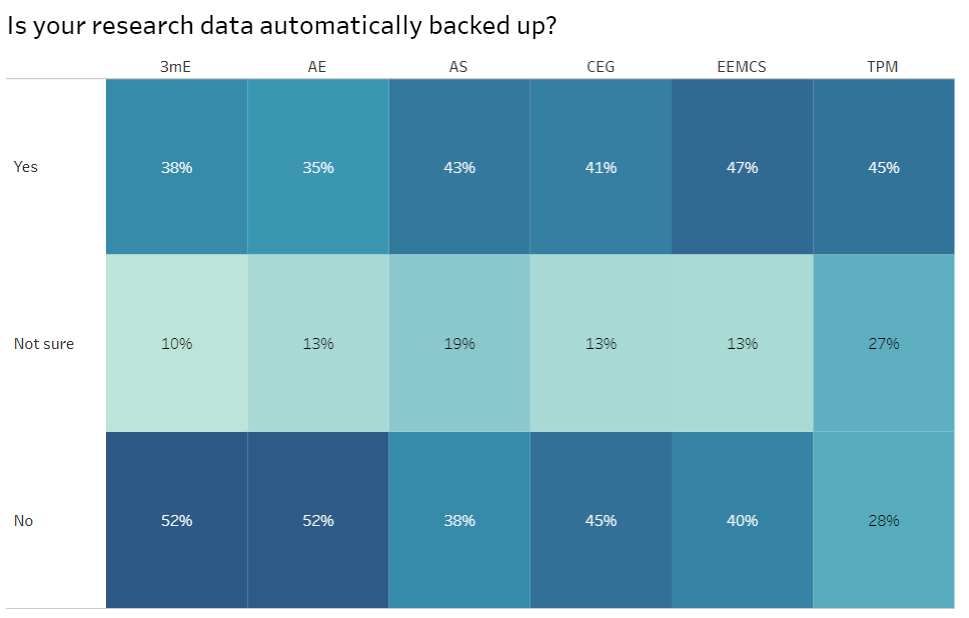 Is your research data automatically backed up?
3mE AE AS CEG EEMCS TPM
Yes 38% 35% 43% 41% 47% 45%
Not sure 10% 13% 19% 13% 13% 27%
No 52% 52% 38% 45% 40% 28%